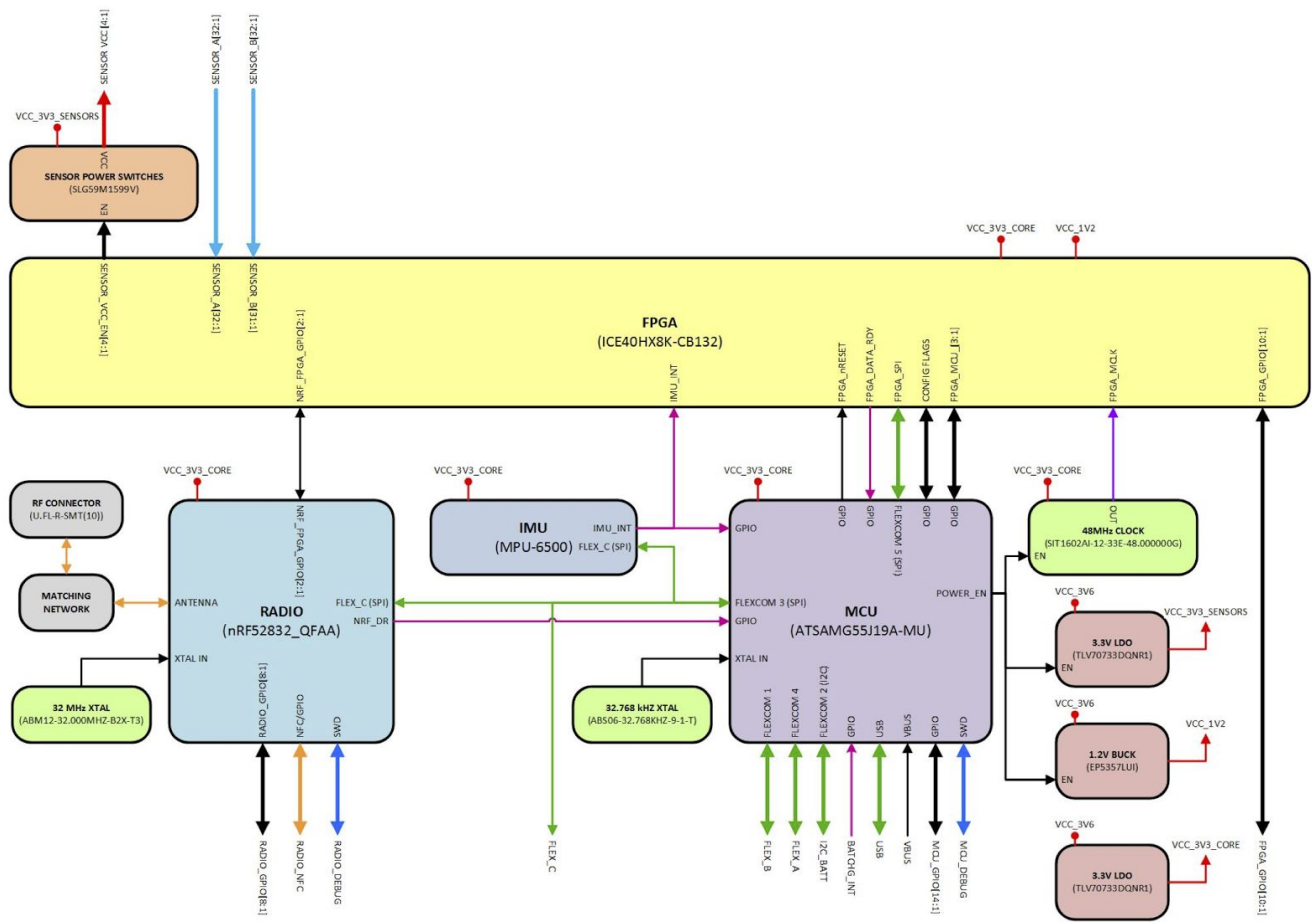 SENSOR VCC [4:1]
SENSOR_A[32:1]
SENSOR_B[32:1]
VCC_3V3_SENSORS
VCC
SENSOR POWER SWITCHES
(SLG59M1599V)
EN
VCC_3V3_CORE
VCC_1V2
SENSOR_VCC_EN[4:1]
SENSOR_A[32:1]
SENSOR_B[31:1]
NRF_FPGA_GPIO[2:1]
FPGA
(ICE40HX8K-CB132)
IMU_INT
FPGA_nRESET
FPGA_DATA_RDY
FPGA_SPI
CONFIG FLAGS
FPGA_MCU_[3:1]
FPGA_MCLK
FPGA_GPIO[10:1]
RF CONNECTOR
(U.FL-R-SMT(10))
MATCHING
NETWORK
32 MHz XTAL
(ABM12-32.000MHZ-B2X-T3)
VCC_3V3_CORE
NRF_FPGA_GPIO[2:1]
ANTENNA
RADIO
(nRF52832_QFAA)
FLEX_C (SPI)
NRF_DR
XTAL IN
RADIO_GPIO[8:1]
NFC/GPIO
SWD
RADIO_GPIO[8:1]
RADIO_NFC
RADIO_DEBUG
VCC_3V3_CORE
IMU
(MPU-6500)
IMU_INT
FLEX_C (SPI)
FLEX_C
32.768 kHZ XTAL
(ABS06-32.768KHZ-9-1-T)
VCC_3V3_CORE
GPIO
GPIO
FLEXCOM 5 (SPI)
GPIO
GPIO
GPIO
FLEXCOM 3 (SPI)
GPIO
MCU
(ATSAMG55J19A-MU)
POWER_EN
XTAL IN
FLEXCOM 1
FLEXCOM 4
FLEXCOM 2 (I2C)
GPIO
USB
VBUS
GPIO
SWD
FLEX_B
FLEX_A
I2C_BATT
BATCHG_INT
USB
VBUS
MCU_GPIO[14:1]
MCU_DEBUG
VCC_3V3_CORE
OUT
48MHz CLOCK
(SIT1602AI-12-33E-48.000000G)
EN
VCC_3V6
VCC_3V3_SENSORS
3.3V LDO
(TLV70733DQNR1)
EN
VCC_3V6
VCC_1V2
1.2V BUCK
(EP5357LUI)
EN
VCC_3V6
VCC_3V3_CORE
3.3V LDO
(TLV70733DQNR1)
FPGA_GPIO[10:1]